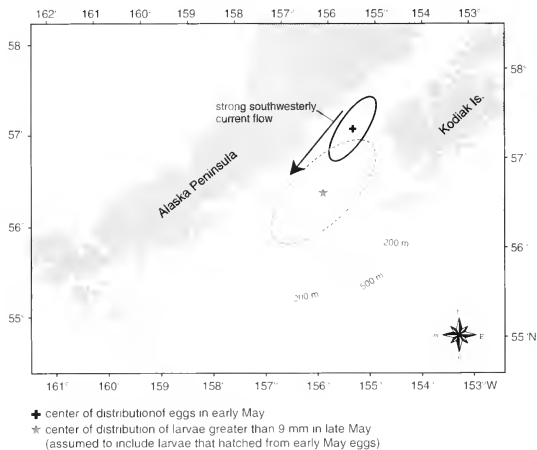 162° 161 160° 159° 158° 157° 156° 155° 154° 153°
58
58°
strong southwesterly
current flow
Kodiak Is.
57
57°
Alaska Peninsula
56
56°
200 m
500 m
200 m
55°
55°N
E
161° 160 159° 158° 157° 156° 155° 154° 153°W
center of distributionof eggs in early May
center of distribution of larvae greater than 9 mm in late May
(assumed to include larvae that hatched from early May eggs)